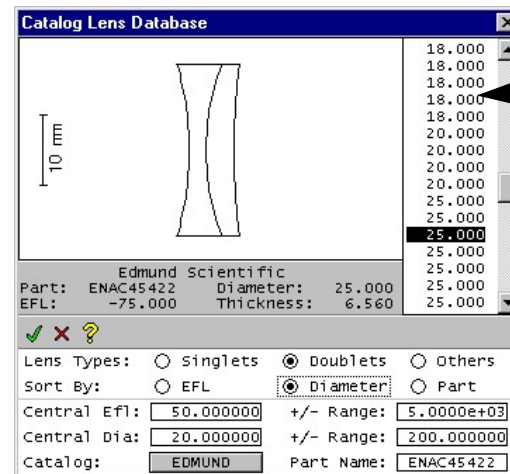 Catalog Lens Database
10 mm
18.000
18.000
18.000
18.000
18.000
20.000
20.000
20.000
20.000
25.000
25.000
25.000
25.000
25.000
25.000
25.000
Edmund Scientific
Part: ENAC45422 Diameter: 25.000
EFL: -75.000 Thickness: 6.560
Lens Types: Singlets Doublets Others
Sort By: EFL Diameter Part
Central Efl: 50.000000 +/- Range: 5.0000e+03
Central Dia: 20.000000 +/- Range: 200.000000
Catalog: EDMUND Part Name: ENAC45422